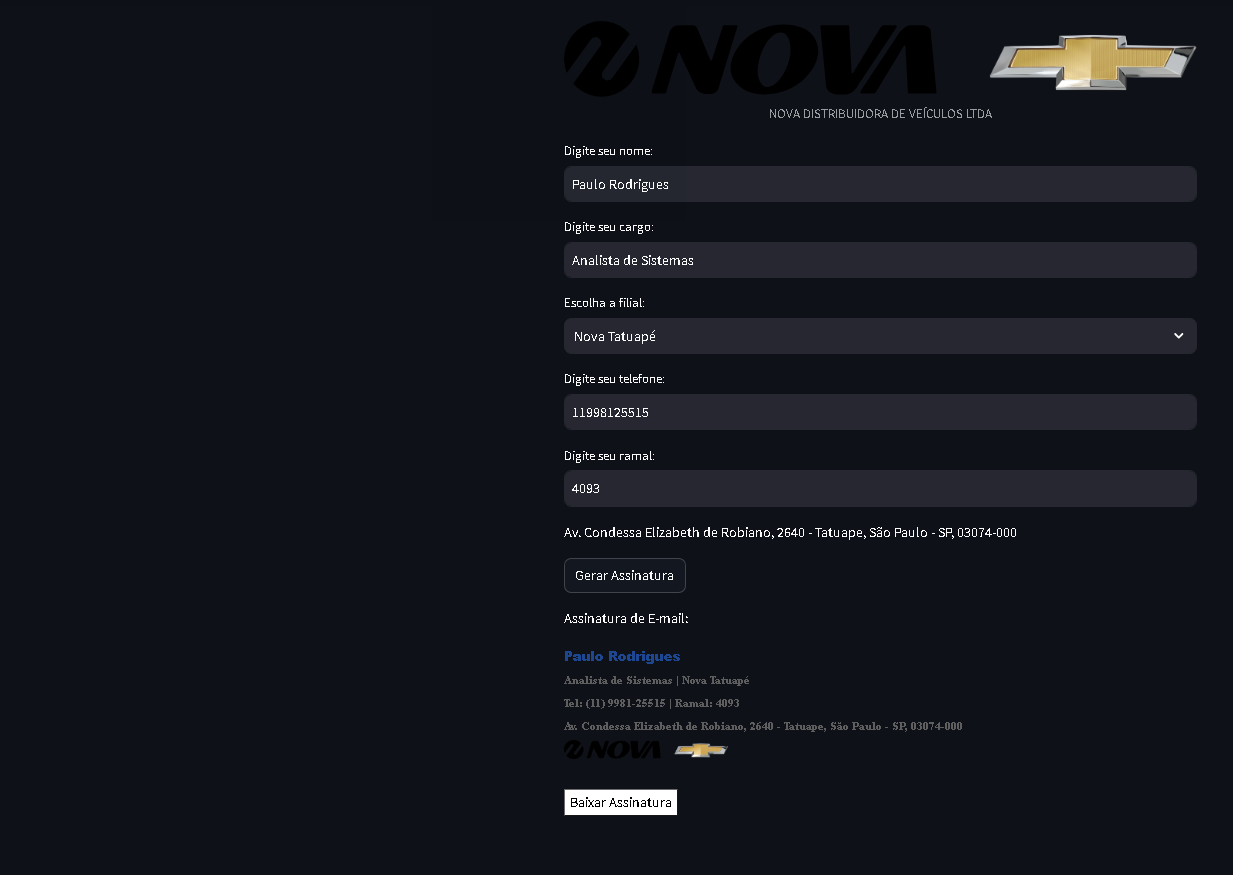 NOVA
NOVA DISTRIBUIDORA DE VEÍCULOS LTDA
Digite seu nome:
Paulo Rodrigues
Digite seu cargo:
Analista de Sistemas
Escolha a filial:
Nova Tatuapé
Digite seu telefone:
11998125515
Digite seu ramal:
4093
Av. Condessa Elizabeth de Robiano, 2640 - Tatuape, São Paulo - SP, 03074-000
Gerar Assinatura
Assinatura de E-mail:
Paulo Rodrigues
Analista de Sistemas | Nova Tatuapé
Tel: (11) 9981-25515 | Ramal: 4093
Av. Condessa Elizabeth de Robiano, 2640 - Tatuape, São Paulo - SP, 03074-000
NOVA
Baixar Assinatura